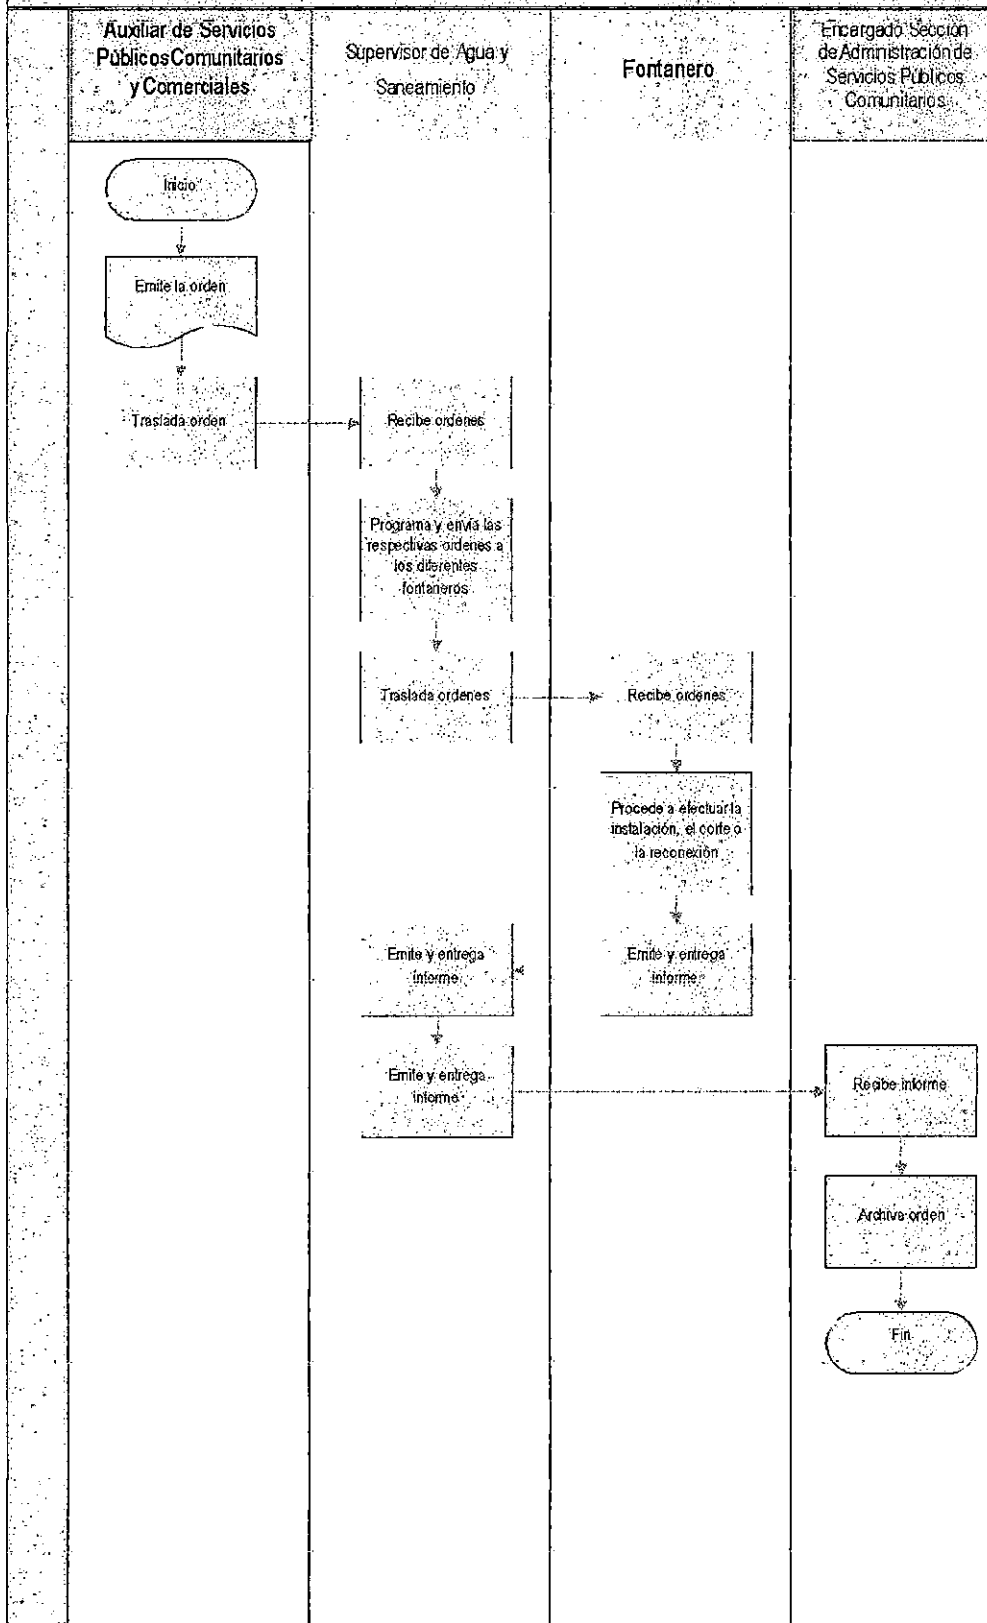 Auxiliar de Servicios
Públicos Comunitarios
y Comerciales
Supervisor de Agua y
Saneamiento
Fontanero
Encargado Sección
de Administración de
Servicios Públicos
Comunitarios
Inicio
Emite la orden
Traslada orden
Recibe ordenes
Programa y envia las
respectivas ordenes a
los diferentes
fontaneros
Traslada ordenes
Recibe ordenes
Procede a efectuar la
instalación, el corte o
la reconexión
Emite y entrega
informe
Emite y entrega
informe
Emite y entrega
informe
Recibe informe
Archiva orden
Fin